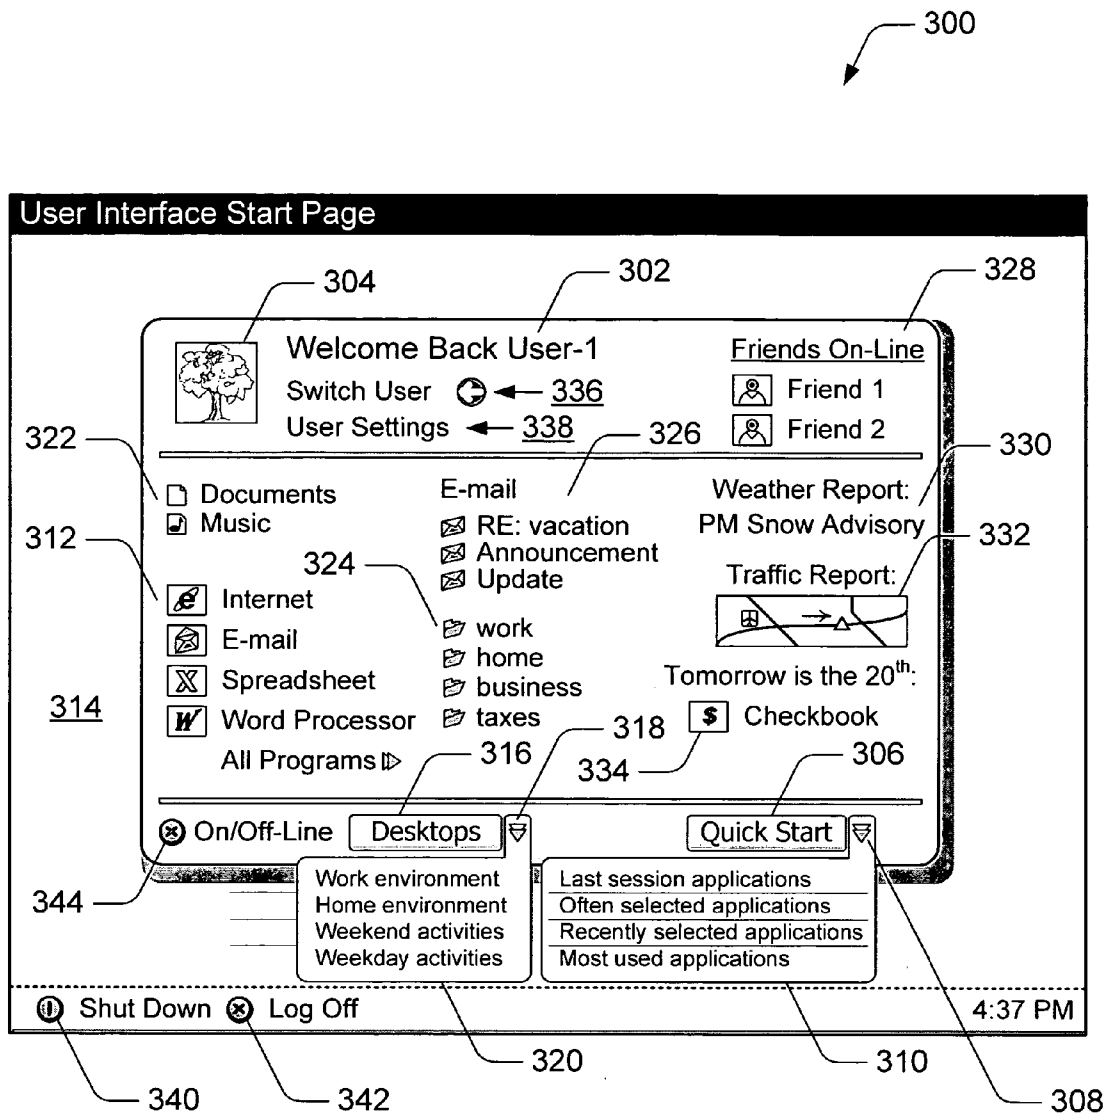 300
User Interface Start Page
304
302
328
Welcome Back User-1
Friends On-Line
Switch User
336
Friend 1
User Settings
338
Friend 2
322
326
330
Documents
E-mail
Weather Report:
Music
RE: vacation
PM Snow Advisory
312
Announcement
332
324
Update
Traffic Report:
Internet
work
E-mail
home
Spreadsheet
business
Tomorrow is the 20th:
314
Word Processor
taxes
$ Checkbook
318
All Programs
316
334
306
On/Off-Line
Desktops
Quick Start
344
Work environment
Last session applications
Home environment
Often selected applications
Weekend activities
Recently selected applications
Weekday activities
Most used applications
Shut Down
Log Off
4:37 PM
320
310
340
342
308